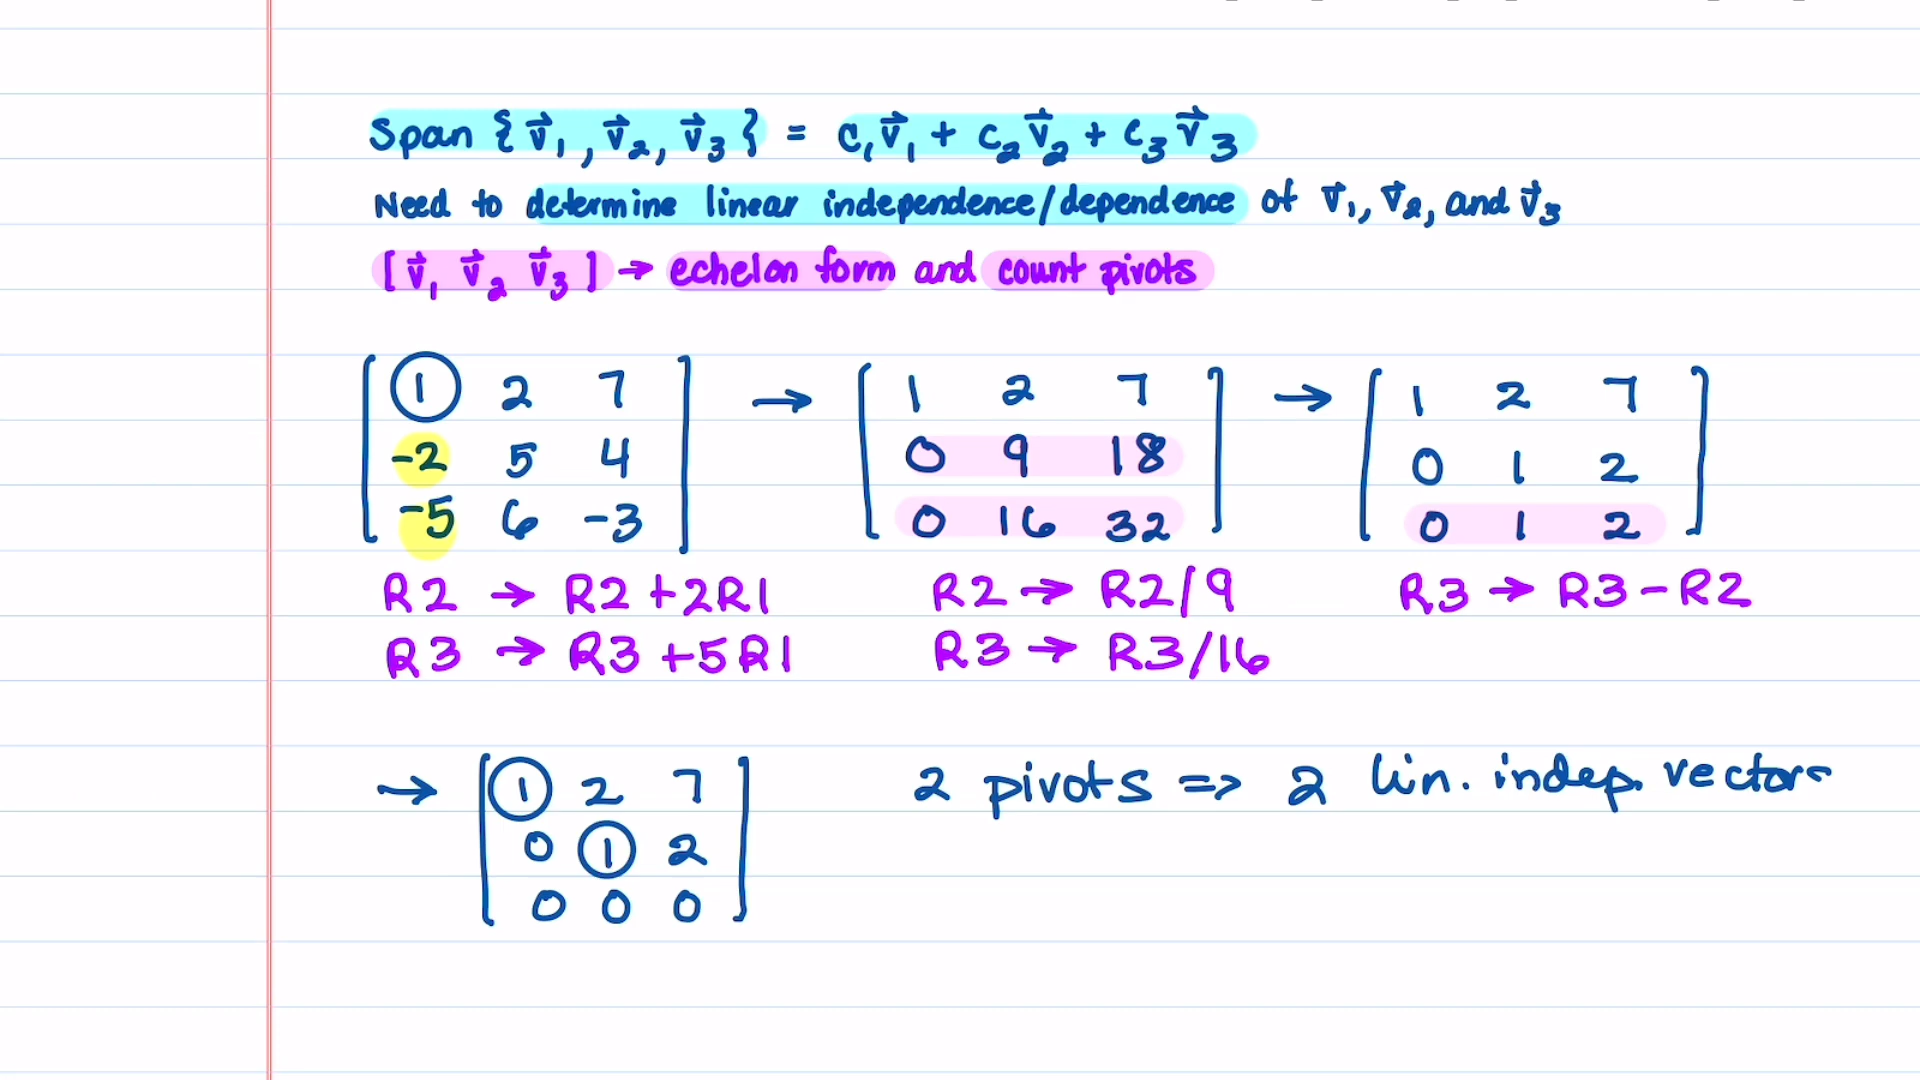 Span { v⃗₁, v⃗₂, v⃗₃ } = c₁v⃗₁ + c₂v⃗₂ + c₃v⃗₃
Need to determine linear independence/dependence of v⃗₁, v⃗₂, and v⃗₃
[ v⃗₁ v⃗₂ v⃗₃ ] → echelon form and count pivots
1 2 7 → 1 2 7 → 1 2 7
-2 5 4 0 9 18 0 1 2
-5 6 -3 0 16 32 0 1 2
R2 → R2+2R1 R2 → R2/9 R3 → R3-R2
R3 → R3+5R1 R3 → R3/16
→ 1 2 7 2 pivots => 2 lin. indep. vectors
0 1 2
0 0 0